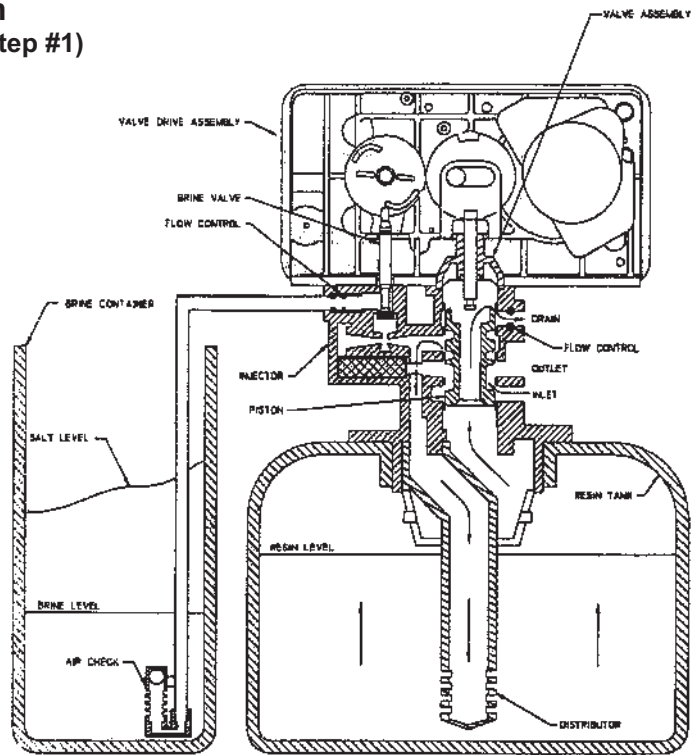 tep #1)
VALVE ASSEMBLY
VALVE DRIVE ASSEMBLY
BRINE VALVE
FLOW CONTROL
BRINE CONTAINER
DRAIN
FLOW CONTROL
INJECTOR
OUTLET
INLET
PISTON
SALT LEVEL
RESIN TANK
RESIN LEVEL
BRINE LEVEL
AIR CHECK
DISTRIBUTOR